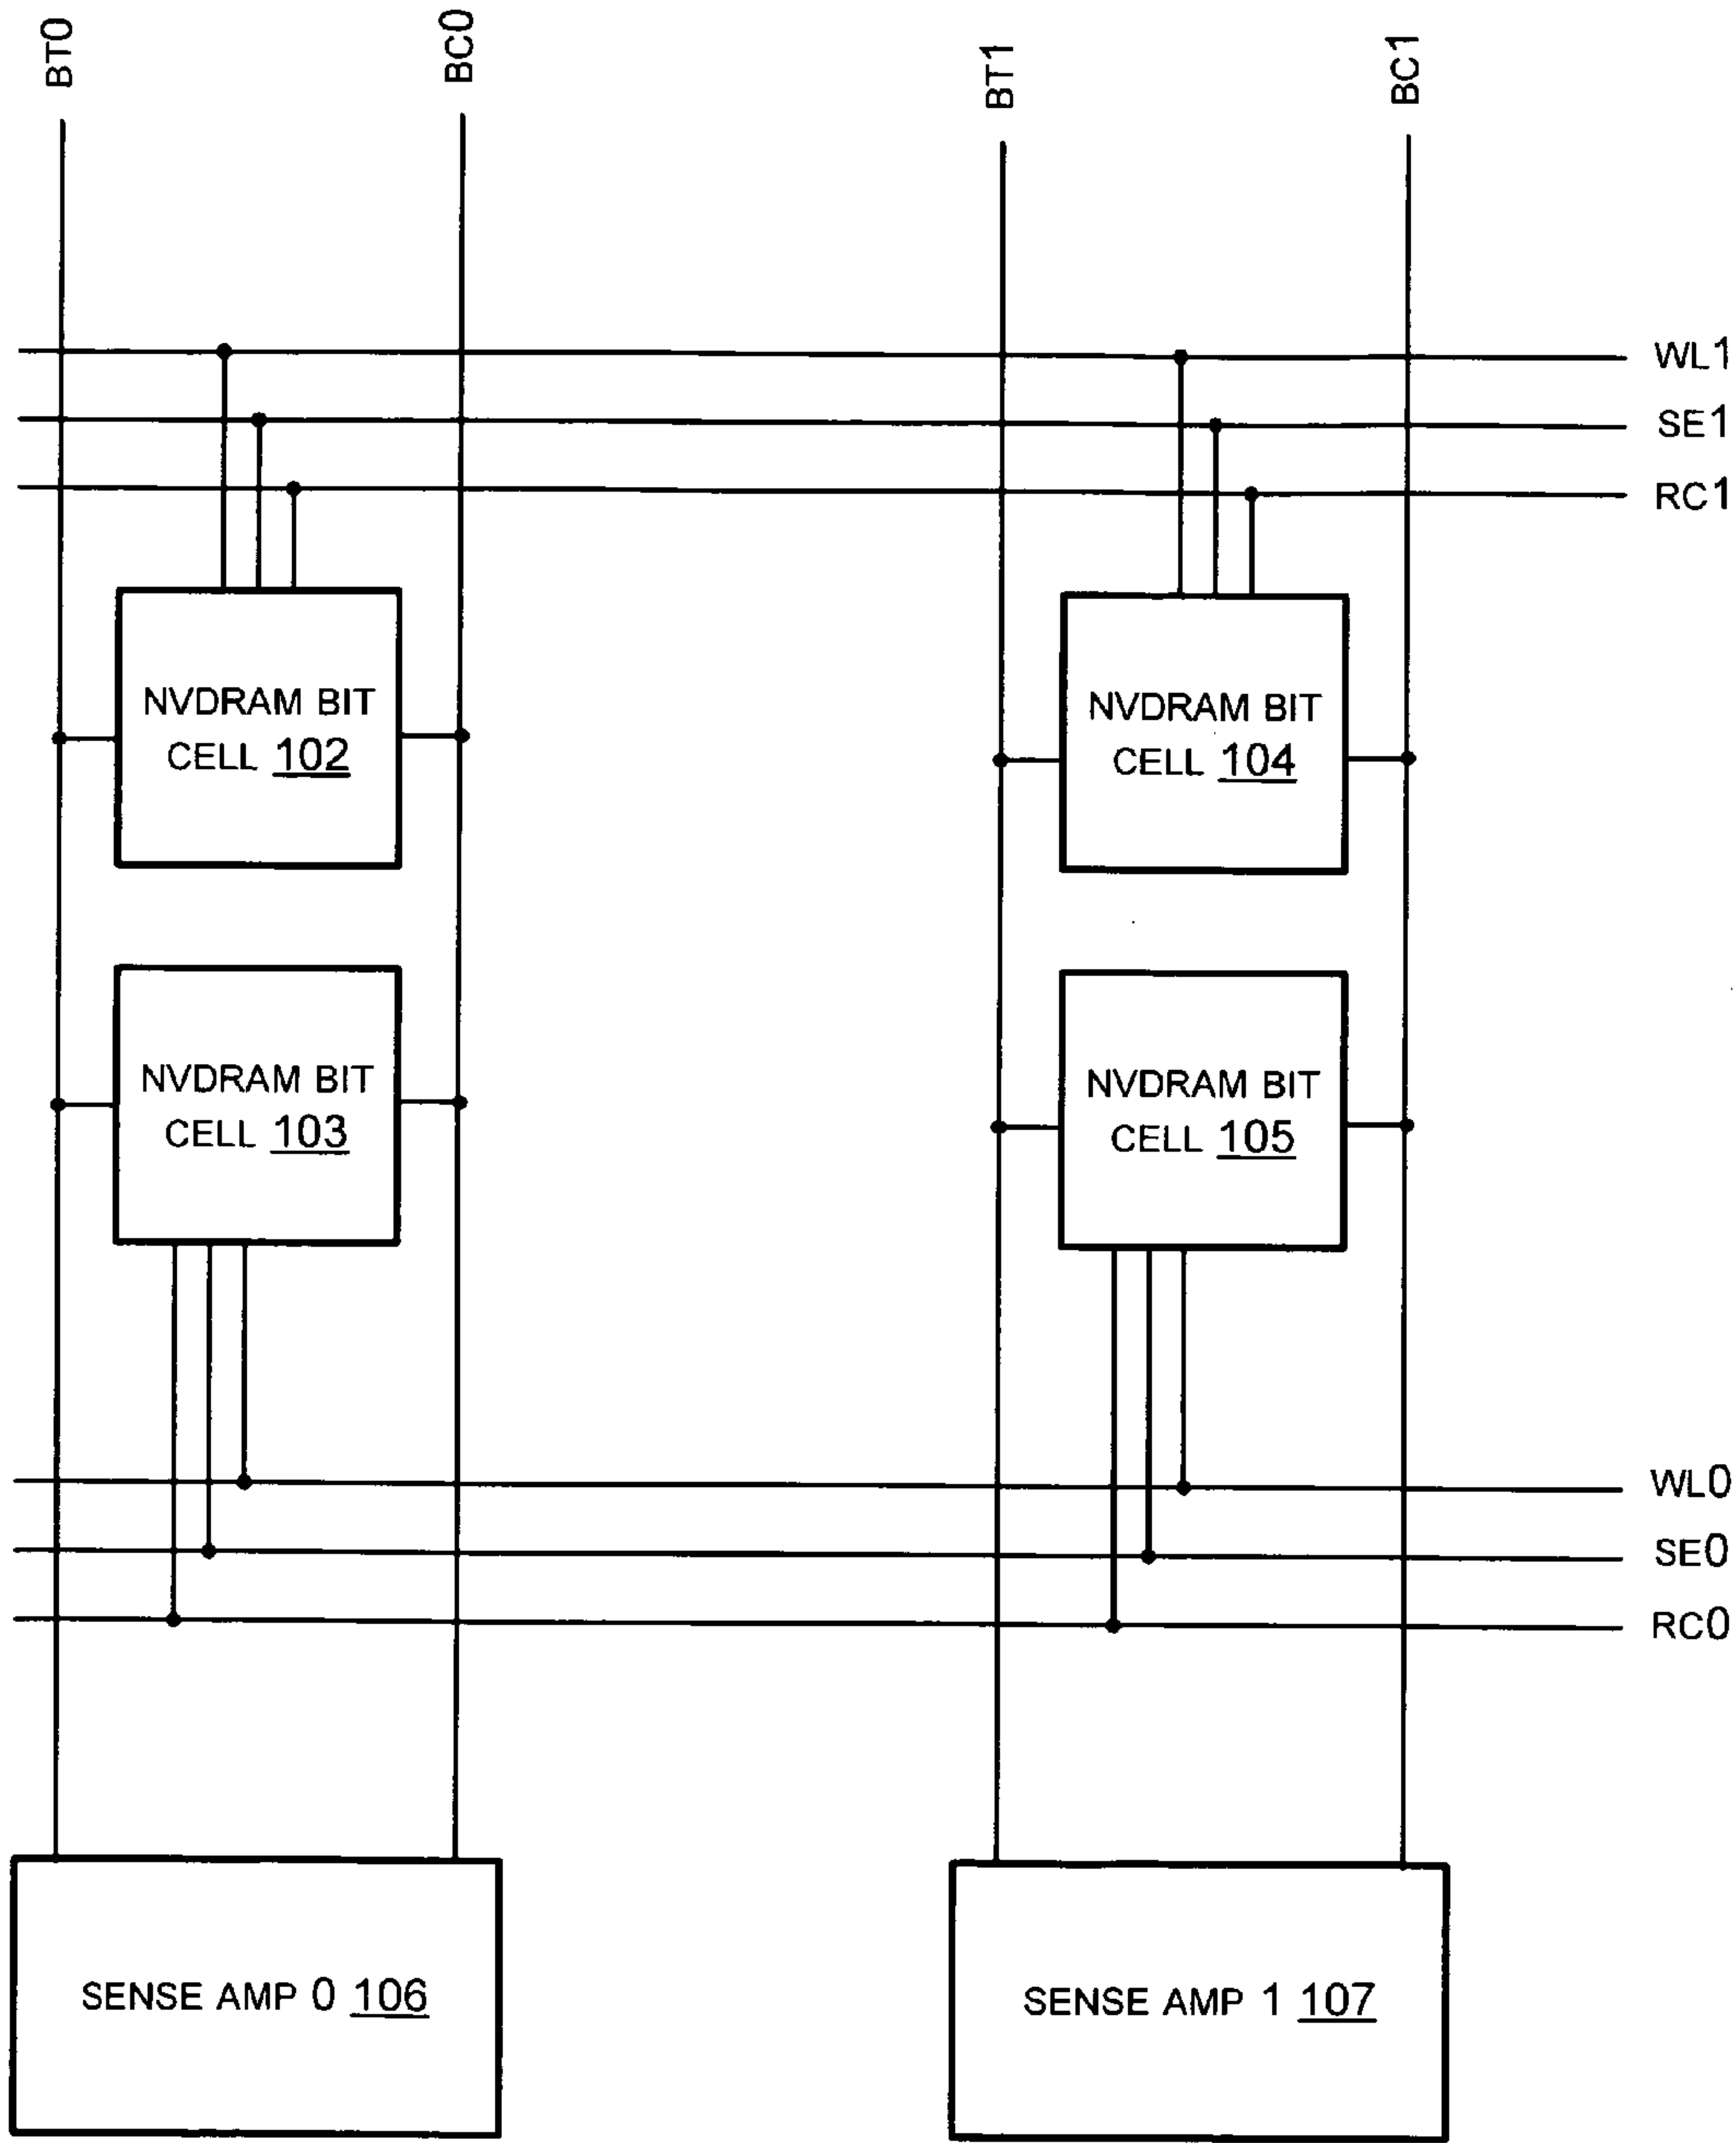 BT0
BC0
BT1
BC1
WL1
SE1
RC1
NVDRAM BIT
CELL 102
NVDRAM BIT
CELL 104
NVDRAM BIT
CELL 103
NVDRAM BIT
CELL 105
WL0
SE0
RC0
SENSE AMP 0 106
SENSE AMP 1 107